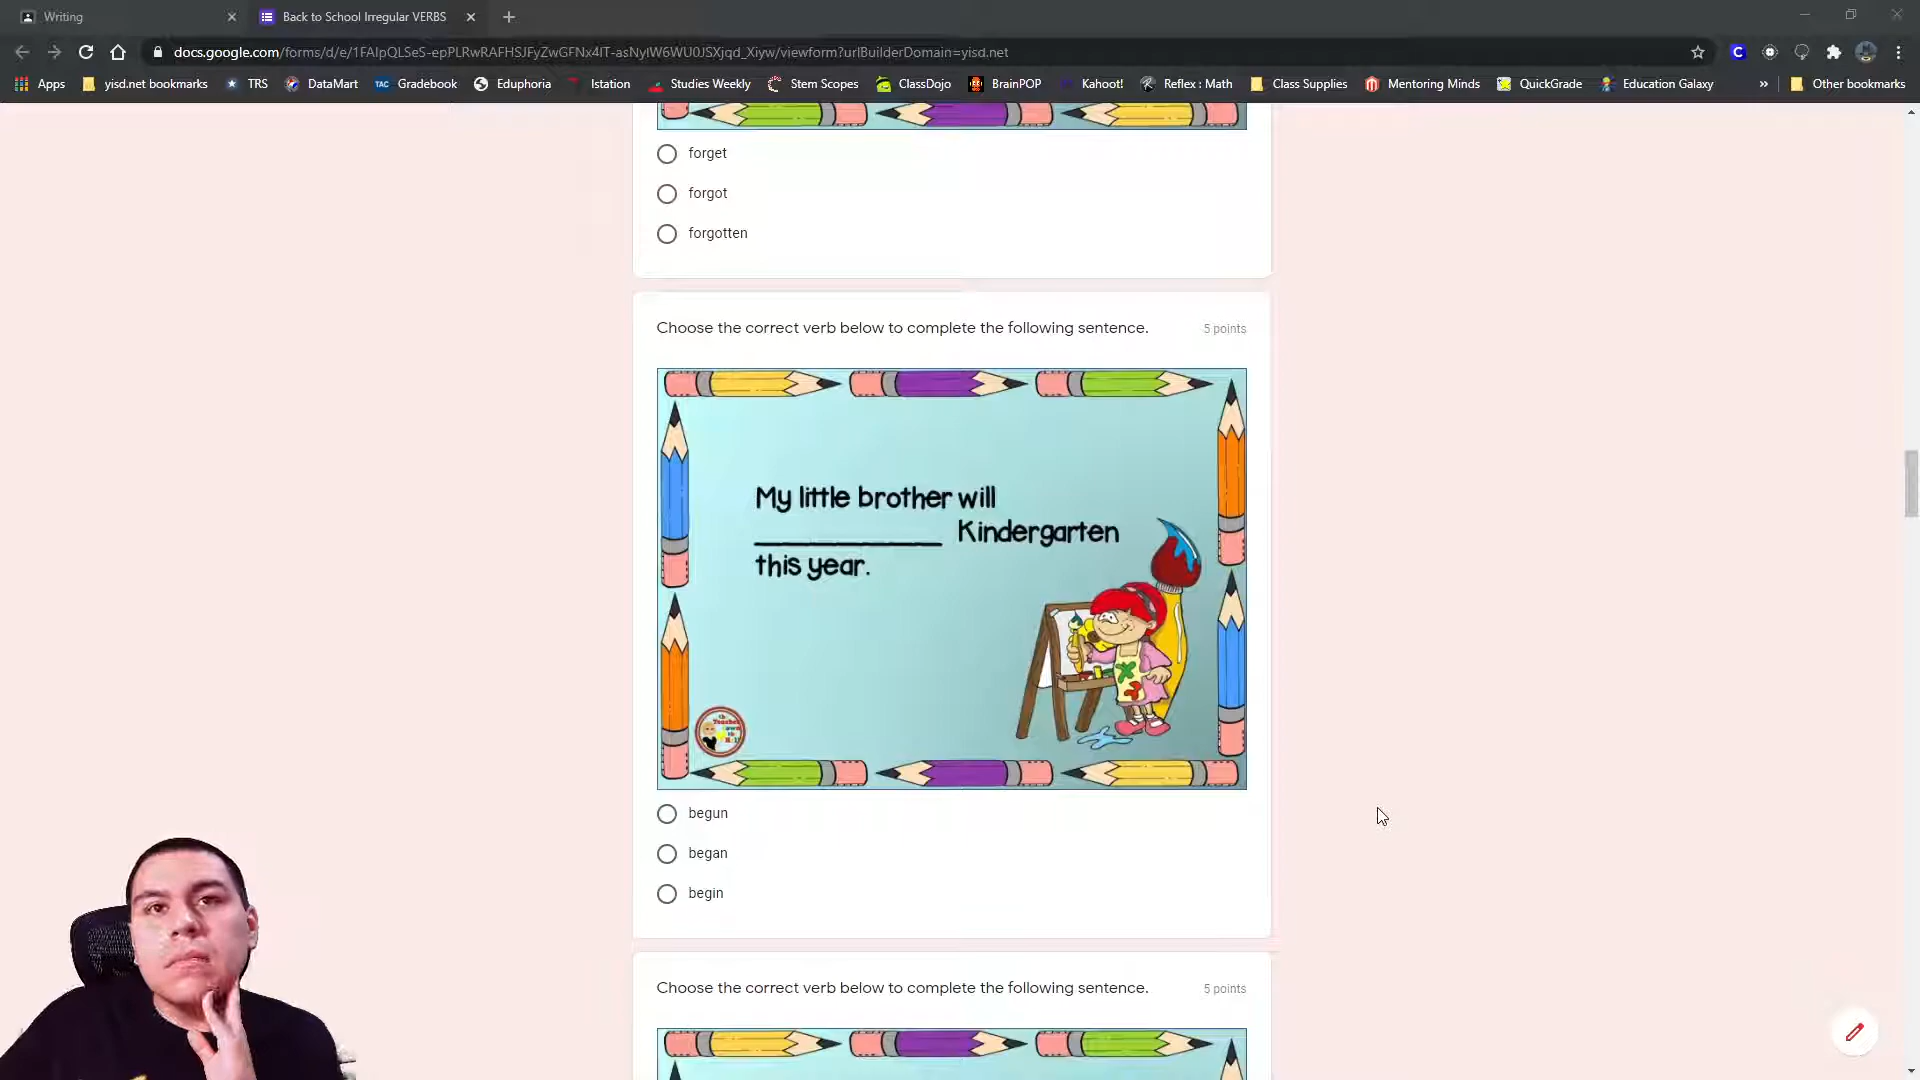 Writing
Back to School Irregular VERBS
docs.google.com/forms/d/e/1FAIpQLSeS-epPLRwRAFHSJFyZwGFNx4IT-asNyIW6WU0JSXjqd_Xiyw/viewform?urlBuilderDomain=yisd.net
Apps yisd.net bookmarks TRS DataMart TAC Gradebook Eduphoria Istation Studies Weekly Stem Scopes ClassDojo BrainPOP Kahoot! Reflex : Math Class Supplies Mentoring Minds QuickGrade Education Galaxy » Other bookmarks
forget
forgot
forgotten
Choose the correct verb below to complete the following sentence. 5 points
My little brother will
____________ Kindergarten
this year.
begun
began
begin
Choose the correct verb below to complete the following sentence. 5 points